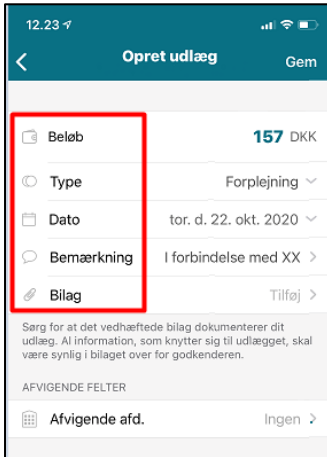 12.23
Opret udlæg
Gem
Beløb 157 DKK
Type Forplejning
Dato tor. d. 22. okt. 2020
Bemærkning I forbindelse med XX
Bilag Tilføj
Sørg for at det vedhæftede bilag dokumenterer dit
udlæg. Al information, som knytter sig til udlægget, skal
være synlig i bilaget over for godkenderen.
AFVIGENDE FELTER
Afvigende afd. Ingen